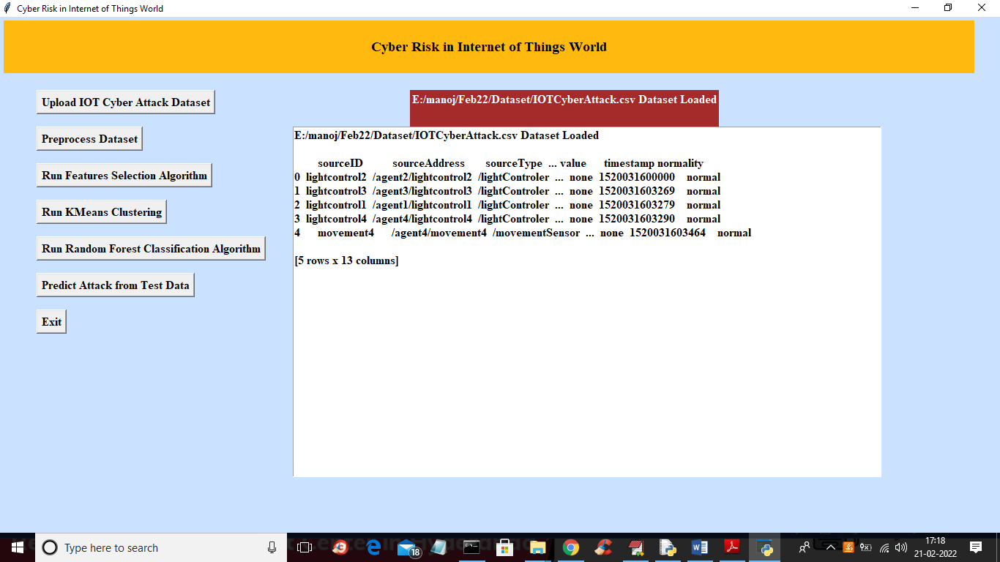 Cyber Risk in Internet of Things World
Cyber Risk in Internet of Things World
Upload IOT Cyber Attack Dataset
Preprocess Dataset
Run Features Selection Algorithm
Run KMeans Clustering
Run Random Forest Classification Algorithm
Predict Attack from Test Data
Exit
E:/manoj/Feb22/Dataset/IOTCyberAttack.csv Dataset Loaded
E:/manoj/Feb22/Dataset/IOTCyberAttack.csv Dataset Loaded
sourceID sourceAddress sourceType ... value timestamp normality
0 lightcontrol2 /agent2/lightcontrol2 /lightControler ... none 1520031600000 normal
1 lightcontrol3 /agent3/lightcontrol3 /lightControler ... none 1520031603269 normal
2 lightcontrol1 /agent1/lightcontrol1 /lightControler ... none 1520031603279 normal
3 lightcontrol4 /agent4/lightcontrol4 /lightControler ... none 1520031603290 normal
4 movement4 /agent4/movement4 /movementSensor ... none 1520031603464 normal
[5 rows x 13 columns]
Type here to search
18
17:18
21-02-2022